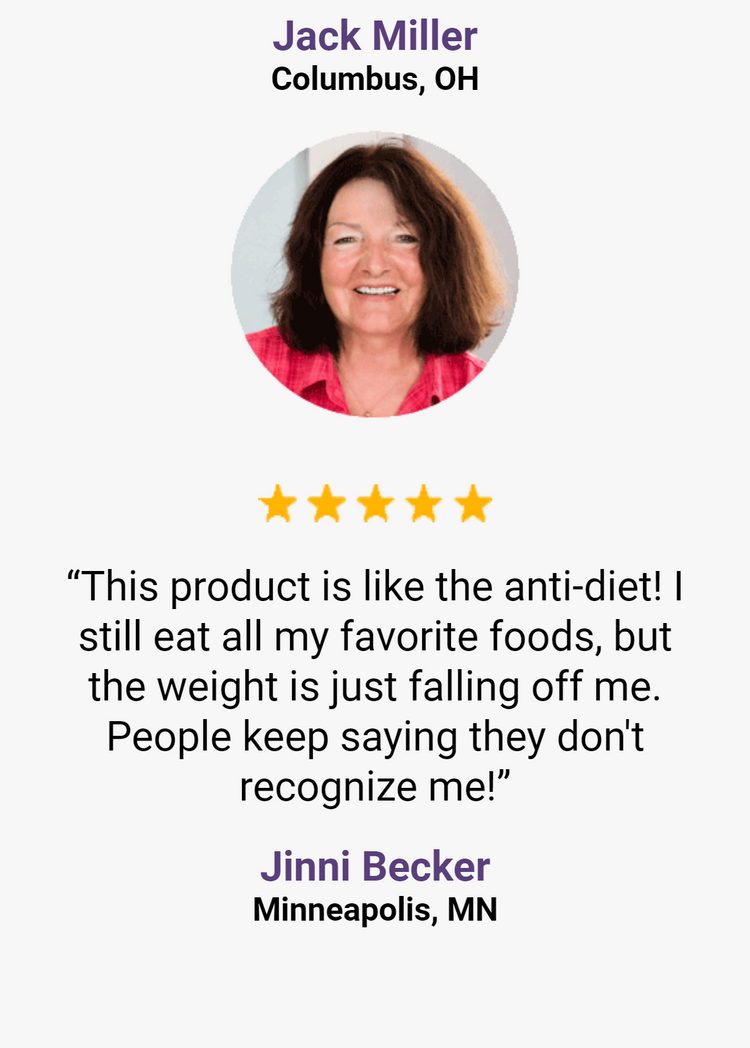 Jack Miller
Columbus, OH
“This product is like the anti-diet! I
still eat all my favorite foods, but
the weight is just falling off me.
People keep saying they don't
recognize me!”
Jinni Becker
Minneapolis, MN